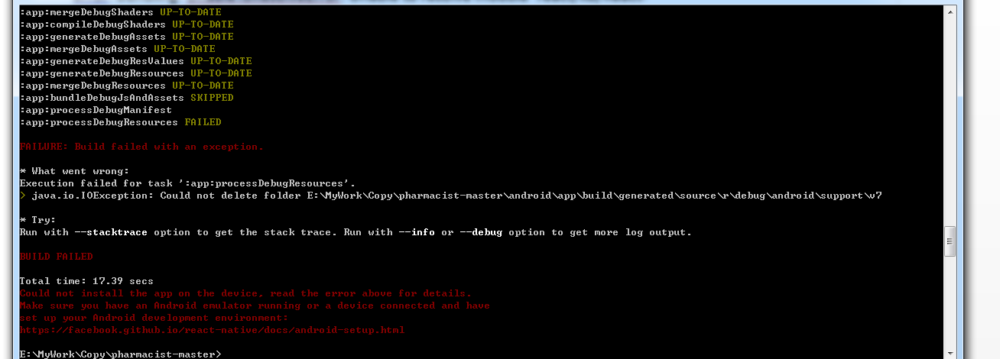 :app:mergeDebugShaders UP-TO-DATE
:app:compileDebugShaders UP-TO-DATE
:app:generateDebugAssets UP-TO-DATE
:app:mergeDebugAssets UP-TO-DATE
:app:generateDebugResValues UP-TO-DATE
:app:generateDebugResources UP-TO-DATE
:app:mergeDebugResources UP-TO-DATE
:app:bundleDebugJsAndAssets SKIPPED
:app:processDebugManifest
:app:processDebugResources FAILED
FAILURE: Build failed with an exception.
* What went wrong:
Execution failed for task ':app:processDebugResources'.
> java.io.IOException: Could not delete folder E:\MyWork\Copy\pharmacist-master\android\app\build\generated\source\r\debug\android\support\v7
* Try:
Run with --stacktrace option to get the stack trace. Run with --info or --debug option to get more log output.
BUILD FAILED
Total time: 17.39 secs
Could not install the app on the device, read the error above for details.
Make sure you have an Android emulator running or a device connected and have
set up your Android development environment:
https://facebook.github.io/react-native/docs/android-setup.html
E:\MyWork\Copy\pharmacist-master>